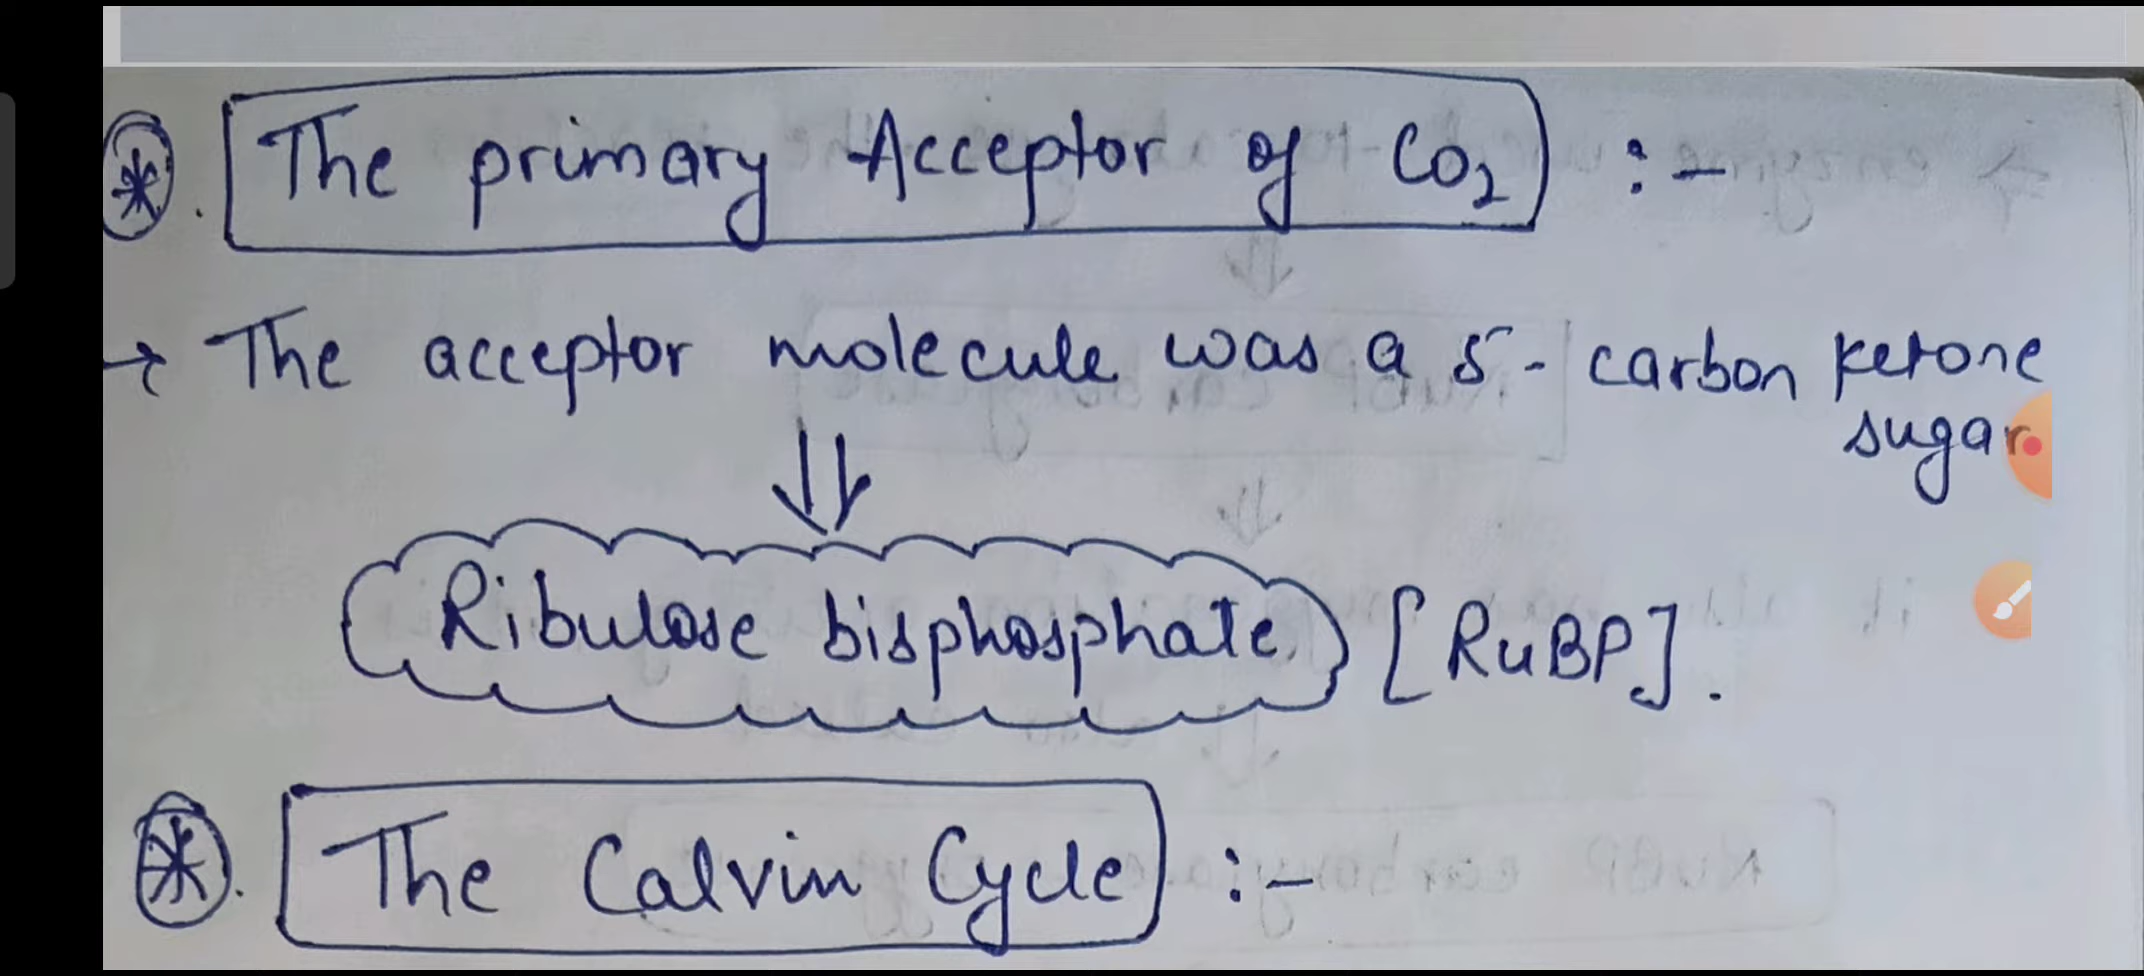 The primary Acceptor of CO2 :-
→ The acceptor molecule was a 5-carbon ketone
sugar
Ribulose bisphosphate [RuBP].
The Calvin Cycle :-